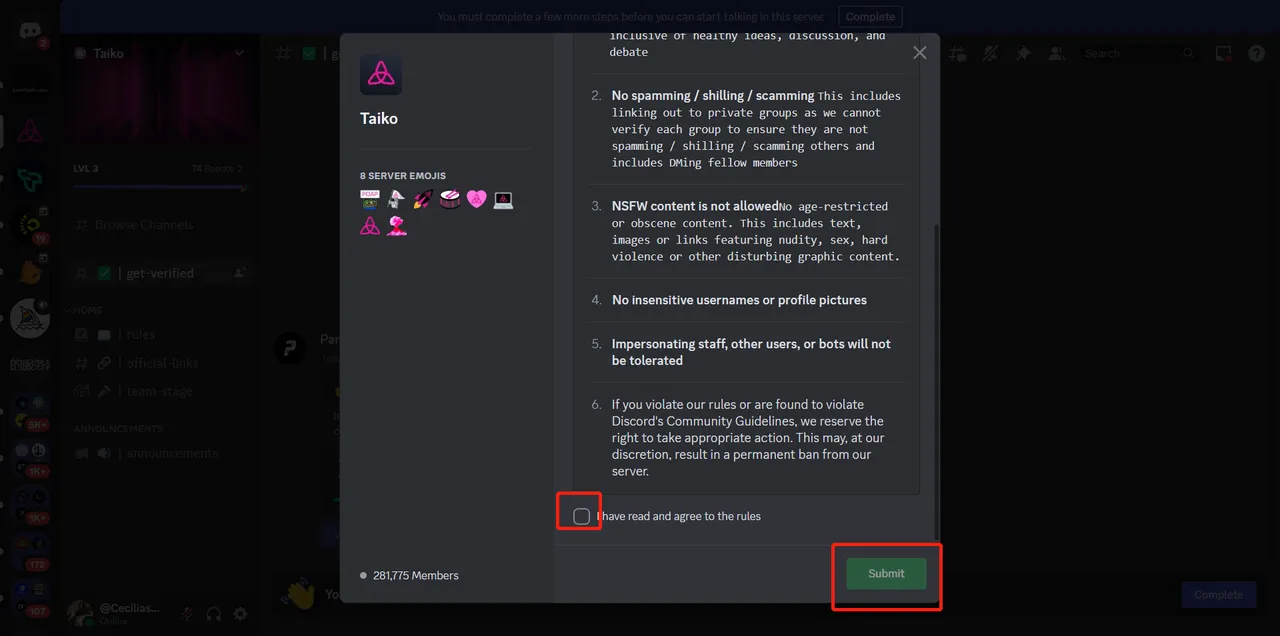 You must complete a few more steps before you can start talking in this server.
Complete
2
Taiko
Search
LVL 3
Browse Channels
get-verified
HOME
rules
official-links
team-stage
ANNOUNCEMENTS
announcements
19
1K+
172
107
@Cecilias...
Online
Taiko
8 SERVER EMOJIS
281,775 Members
inclusive of healthy ideas, discussion, and
debate
2. No spamming / shilling / scamming This includes
linking out to private groups as we cannot
verify each group to ensure they are not
spamming / shilling / scamming others and
includes DMing fellow members
3. NSFW content is not allowedNo age-restricted
or obscene content. This includes text,
images or links featuring nudity, sex, hard
violence or other disturbing graphic content.
4. No insensitive usernames or profile pictures
5. Impersonating staff, other users, or bots will not
be tolerated
6. If you violate our rules or are found to violate
Discord's Community Guidelines, we reserve the
right to take appropriate action. This may, at our
discretion, result in a permanent ban from our
server.
I have read and agree to the rules
Submit
Complete